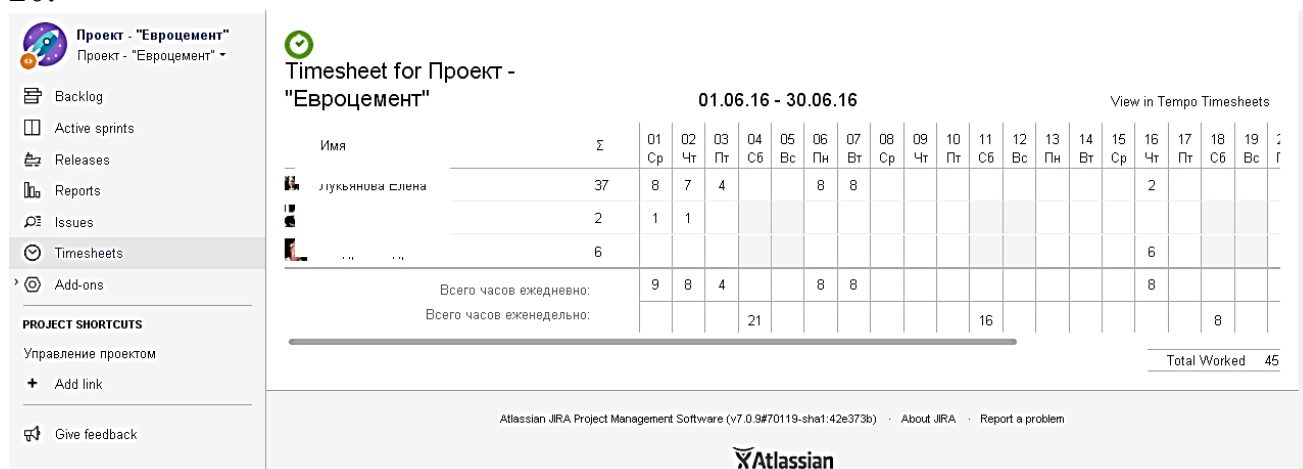 Проект - "Евроцемент"
Проект - "Евроцемент"
Backlog
Active sprints
Releases
Reports
Issues
Timesheets
Add-ons
PROJECT SHORTCUTS
Управление проектом
+ Add link
Give feedback
Timesheet for Проект -
"Евроцемент"
01.06.16 - 30.06.16
View in Tempo Timesheets
Имя Σ 01 02 03 04 05 06 07 08 09 10 11 12 13 14 15 16 17 18 19
Ср Чт Пт Сб Вс Пн Вт Ср Чт Пт Сб Вс Пн Вт Ср Чт Пт Сб Вс
Лукьянова Елена 37 8 7 4 8 8 2
2 1 1
6 6
Всего часов ежедневно: 9 8 4 8 8 8
Всего часов еженедельно: 21 16 8
Total Worked 45
Atlassian JIRA Project Management Software (v7.0.9#70119-sha1:42e373b) · About JIRA · Report a problem
Atlassian